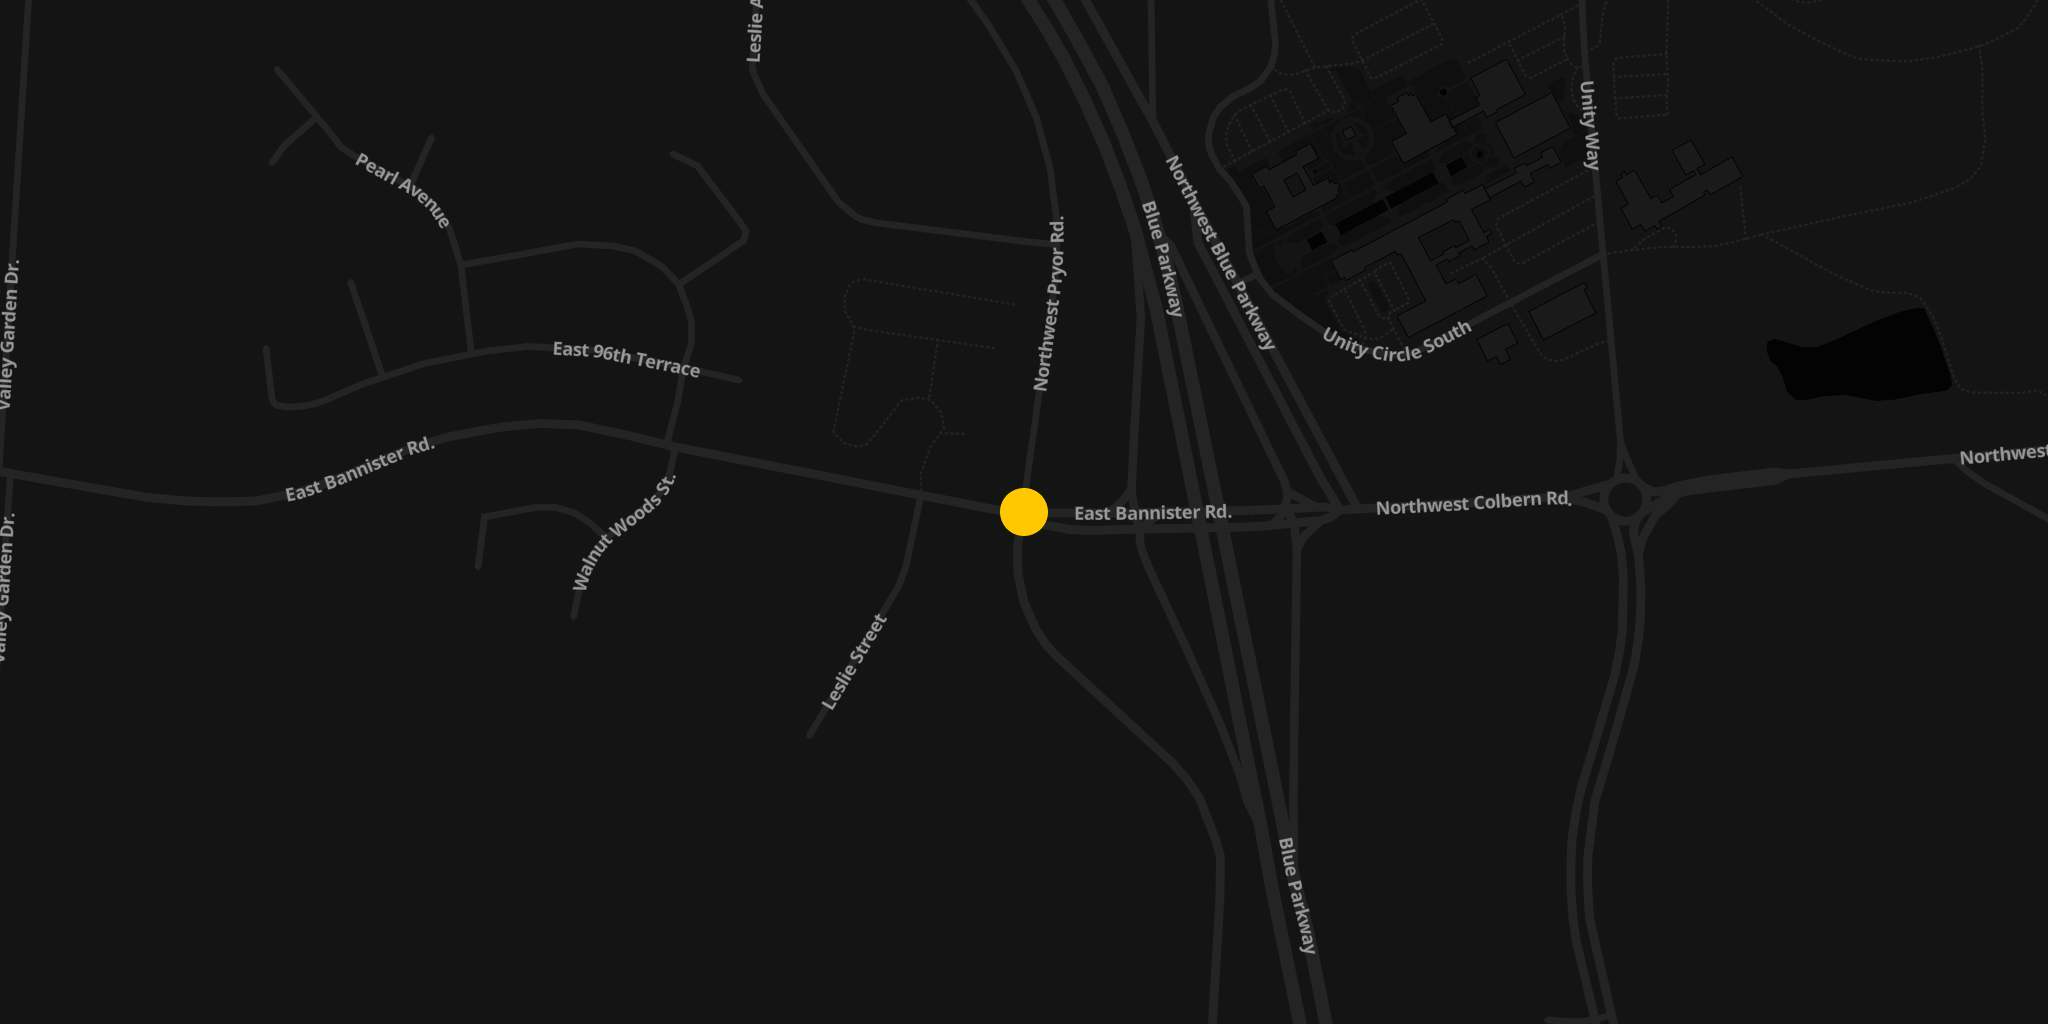 Leslie A
Unity Way
Pearl Avenue
Northwest Blue Parkway
Blue Parkway
Northwest Pryor Rd.
Valley Garden Dr.
East 96th Terrace
Unity Circle South
East Bannister Rd.
Northwest
Northwest Colbern Rd.
East Bannister Rd.
Walnut Woods St.
Valley Garden Dr.
Leslie Street
Blue Parkway